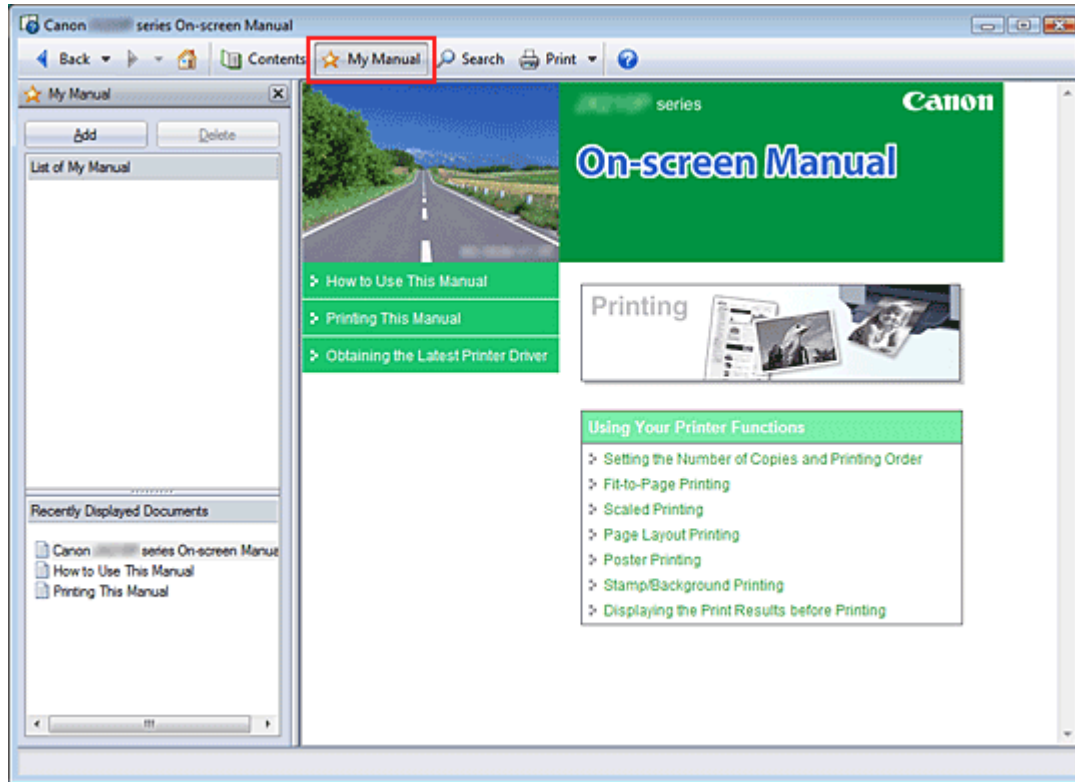 Canon series On-screen Manual
Back Contents My Manual Search Print
My Manual
Add Delete
List of My Manual
Recently Displayed Documents
Canon series On-screen Manua
How to Use This Manual
Printing This Manual
series Canon
On-screen Manual
How to Use This Manual
Printing This Manual
Obtaining the Latest Printer Driver
Printing
Using Your Printer Functions
Setting the Number of Copies and Printing Order
Fit-to-Page Printing
Scaled Printing
Page Layout Printing
Poster Printing
Stamp/Background Printing
Displaying the Print Results before Printing